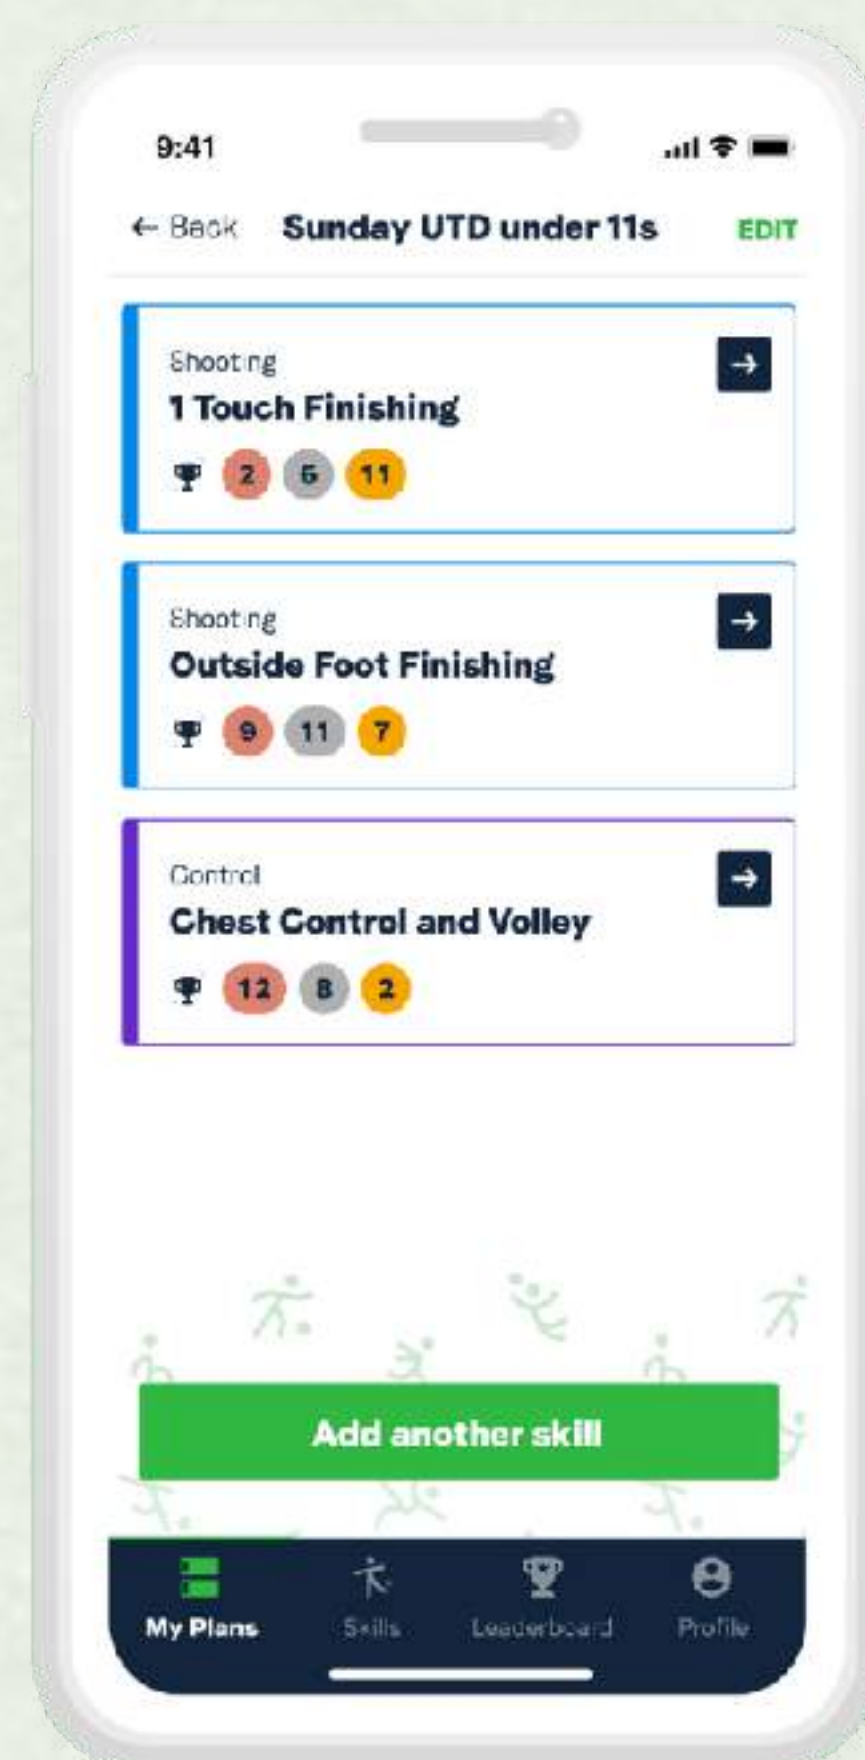 9:41
← Back Sunday UTD under 11s EDIT
Shooting
1 Touch Finishing
2 5 11
Shooting
Outside Foot Finishing
9 11 7
Control
Chest Control and Volley
12 8 2
Add another skill
My Plans Skills Leaderboard Profile